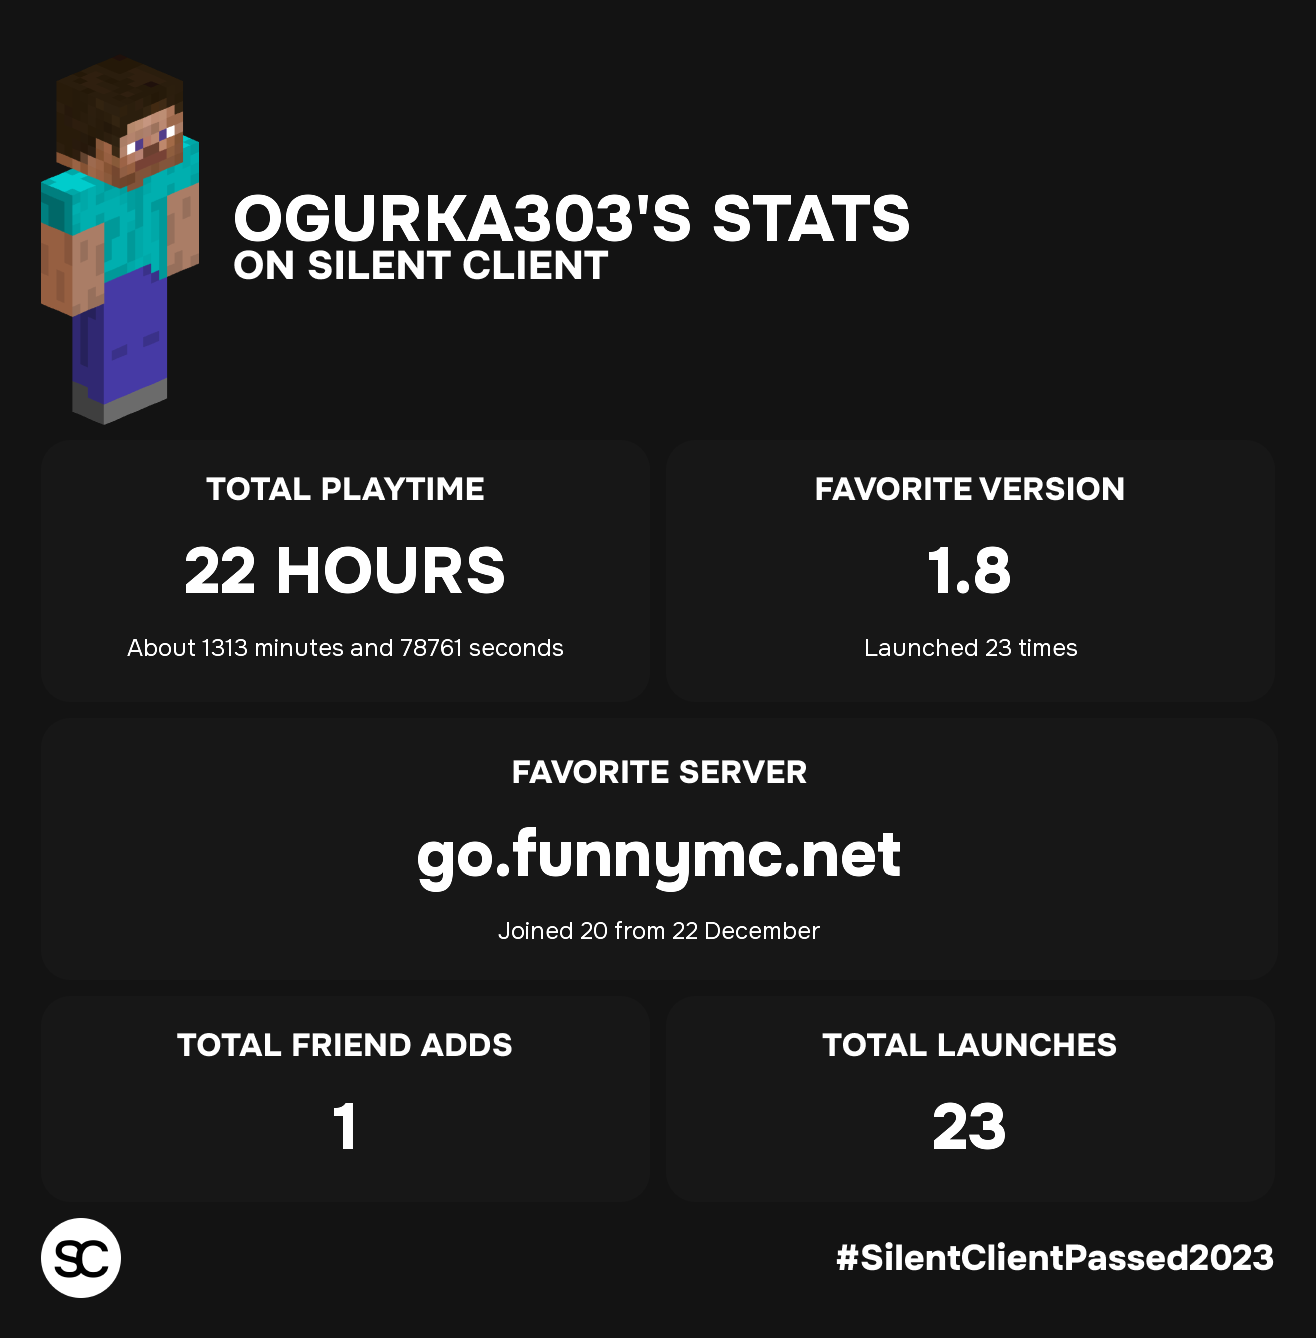 OGURKA303'S STATS
ON SILENT CLIENT
TOTAL PLAYTIME
22 HOURS
About 1313 minutes and 78761 seconds
FAVORITE VERSION
1.8
Launched 23 times
FAVORITE SERVER
go.funnymc.net
Joined 20 from 22 December
TOTAL FRIEND ADDS
1
TOTAL LAUNCHES
23
SC
#SilentClientPassed2023